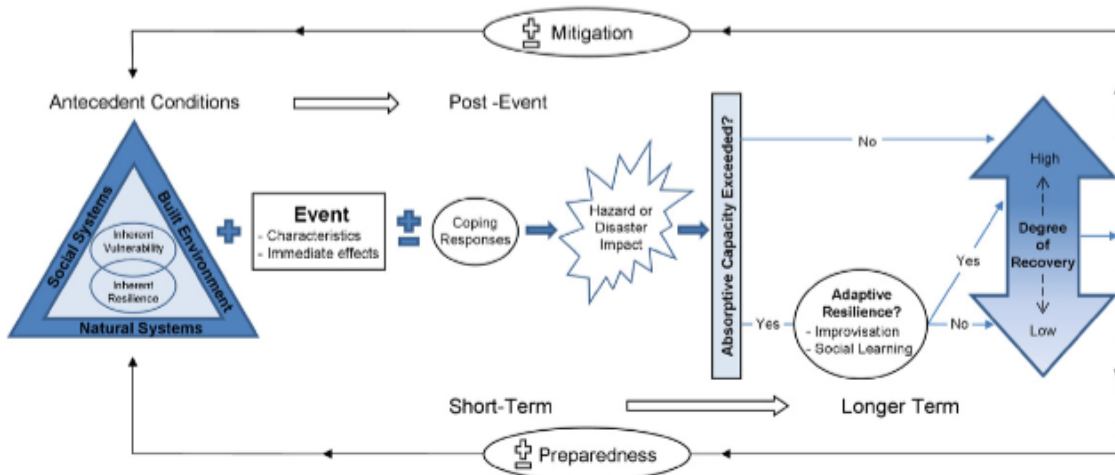 +
−
Mitigation
Antecedent Conditions
Post -Event
Social Systems
Built Environment
Natural Systems
Inherent
Vulnerability
Inherent
Resilience
+
Event
- Characteristics
- Immediate effects
+
−
Coping
Responses
Hazard or
Disaster
Impact
Absorptive Capacity Exceeded?
No
Yes
Adaptive
Resilience?
- Improvisation
- Social Learning
Yes
No
High
Degree
of
Recovery
Low
Short-Term
Longer Term
+
−
Preparedness